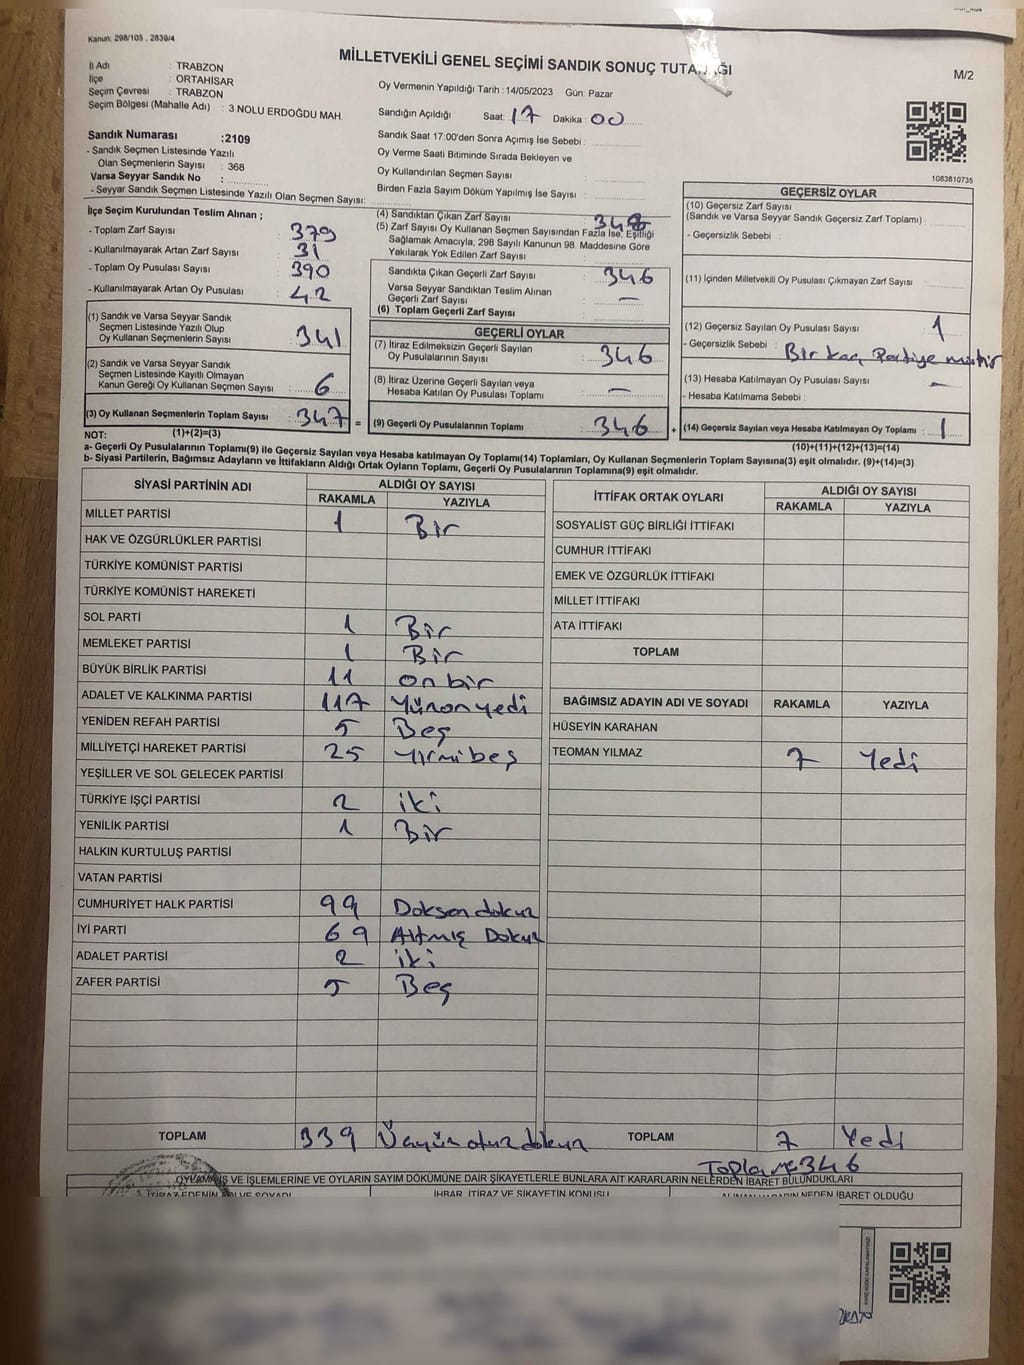 Kanun: 298/105 , 2839/4
MİLLETVEKİLİ GENEL SEÇİMİ SANDIK SONUÇ
M/2
İl Adı : TRABZON
İlçe : ORTAHİSAR
Seçim Çevresi : TRABZON
Seçim Bölgesi (Mahalle Adı) : 3 NOLU ERDOĞDU MAH.
Sandık Numarası :2109
- Sandık Seçmen Listesinde Yazılı
Olan Seçmenlerin Sayısı : 368
Varsa Seyyar Sandık No :
- Seyyar Sandık Seçmen Listesinde Yazılı Olan Seçmen Sayısı:
İlçe Seçim Kurulundan Teslim Alınan ;
- Toplam Zarf Sayısı : 379
- Kullanılmayarak Artan Zarf Sayısı : 31
- Toplam Oy Pusulası Sayısı : 390
- Kullanılmayarak Artan Oy Pusulası : 42
(1) Sandık ve Varsa Seyyar Sandık
Seçmen Listesinde Yazılı Olup
Oy Kullanan Seçmenlerin Sayısı : 341
(2) Sandık ve Varsa Seyyar Sandık
Seçmen Listesinde Kayıtlı Olmayan
Kanun Gereği Oy Kullanan Seçmen Sayısı : 6
(3) Oy Kullanan Seçmenlerin Toplam Sayısı : 347 =
(1)+(2)=(3)
Oy Vermenin Yapıldığı Tarih :14/05/2023 Gün: Pazar
Sandığın Açıldığı Saat: 17 Dakika : 00
Sandık Saat 17:00'den Sonra Açımış İse Sebebi :
Oy Verme Saati Bitiminde Sırada Bekleyen ve
Oy Kullandırılan Seçmen Sayısı :
Birden Fazla Sayım Döküm Yapılmış İse Sayısı :
(4) Sandıktan Çıkan Zarf Sayısı
(5) Zarf Sayısı Oy Kullanan Seçmen Sayısından Fazla İse, Eşitliği
Sağlamak Amacıyla, 298 Sayılı Kanunun 98. Maddesine Göre
Yakılarak Yok Edilen Zarf Sayısı :
Sandıkta Çıkan Geçerli Zarf Sayısı : 346
Varsa Seyyar Sandıktan Teslim Alınan
Geçerli Zarf Sayısı : –
(6) Toplam Geçerli Zarf Sayısı :
GEÇERLİ OYLAR
(7) İtiraz Edilmeksizin Geçerli Sayılan
Oy Pusulalarının Sayısı : 346
(8) İtiraz Üzerine Geçerli Sayılan veya
Hesaba Katılan Oy Pusulası Toplamı : –
(9) Geçerli Oy Pusulalarının Toplamı : 346 +
1083810735
GEÇERSİZ OYLAR
(10) Geçersiz Zarf Sayısı
(Sandık ve Varsa Seyyar Sandık Geçersiz Zarf Toplamı) :
- Geçersizlik Sebebi :
(11) İçinden Milletvekili Oy Pusulası Çıkmayan Zarf Sayısı :
(12) Geçersiz Sayılan Oy Pusulası Sayısı : 1
- Geçersizlik Sebebi : Bir kaç Partiye
(13) Hesaba Katılmayan Oy Pusulası Sayısı : –
- Hesaba Katılmama Sebebi :
(14) Geçersiz Sayılan veya Hesaba Katılmayan Oy Toplamı : 1
(10)+(11)+(12)+(13)=(14)
NOT:
a- Geçerli Oy Pusulalarının Toplamı(9) ile Geçersiz Sayılan veya Hesaba katılmayan Oy Toplamı(14) Toplamları, Oy Kullanan Seçmenlerin Toplam Sayısına(3) eşit olmalıdır. (9)+(14)=(3)
b- Siyasi Partilerin, Bağımsız Adayların ve İttifakların Aldığı Ortak Oyların Toplamı, Geçerli Oy Pusulalarının Toplamına(9) eşit olmalıdır.
SİYASİ PARTİNİN ADI ALDIĞI OY SAYISI
RAKAMLA YAZIYLA
MİLLET PARTİSİ 1 Bir
HAK VE ÖZGÜRLÜKLER PARTİSİ
TÜRKİYE KOMÜNİST PARTİSİ
TÜRKİYE KOMÜNİST HAREKETİ
SOL PARTİ 1 Bir
MEMLEKET PARTİSİ 1 Bir
BÜYÜK BİRLİK PARTİSİ 11 on bir
ADALET VE KALKINMA PARTİSİ 117 Yüzonyedi
YENİDEN REFAH PARTİSİ 5 Beş
MİLLİYETÇİ HAREKET PARTİSİ 25 Yirmibeş
YEŞİLLER VE SOL GELECEK PARTİSİ
TÜRKİYE İŞÇİ PARTİSİ 2 iki
YENİLİK PARTİSİ 1 Bir
HALKIN KURTULUŞ PARTİSİ
VATAN PARTİSİ
CUMHURİYET HALK PARTİSİ 99 Doksan dokuz
İYİ PARTİ 69 Altmış Dokuz
ADALET PARTİSİ 2 iki
ZAFER PARTİSİ 5 Beş
TOPLAM 339 Üçyüz otuz dokuz
İTTİFAK ORTAK OYLARI ALDIĞI OY SAYISI
RAKAMLA YAZIYLA
SOSYALİST GÜÇ BİRLİĞİ İTTİFAKI
CUMHUR İTTİFAKI
EMEK VE ÖZGÜRLÜK İTTİFAKI
MİLLET İTTİFAKI
ATA İTTİFAKI
TOPLAM
BAĞIMSIZ ADAYIN ADI VE SOYADI RAKAMLA YAZIYLA
HÜSEYİN KARAHAN
TEOMAN YILMAZ 7 Yedi
TOPLAM 7 Yedi
Toplam= 346
OYLAMA İŞ VE İŞLEMLERİNE VE OYLARIN SAYIM DÖKÜMÜNE DAİR ŞİKAYETLERLE BUNLARA AİT KARARLARIN NELERDEN İBARET BULUNDUKLARI
İTİRAZ EDENİN ADI VE SOYADI İHBAR, İTİRAZ VE ŞİKAYETİN KONUSU ALINAN KARARIN NEDEN İBARET OLDUĞU